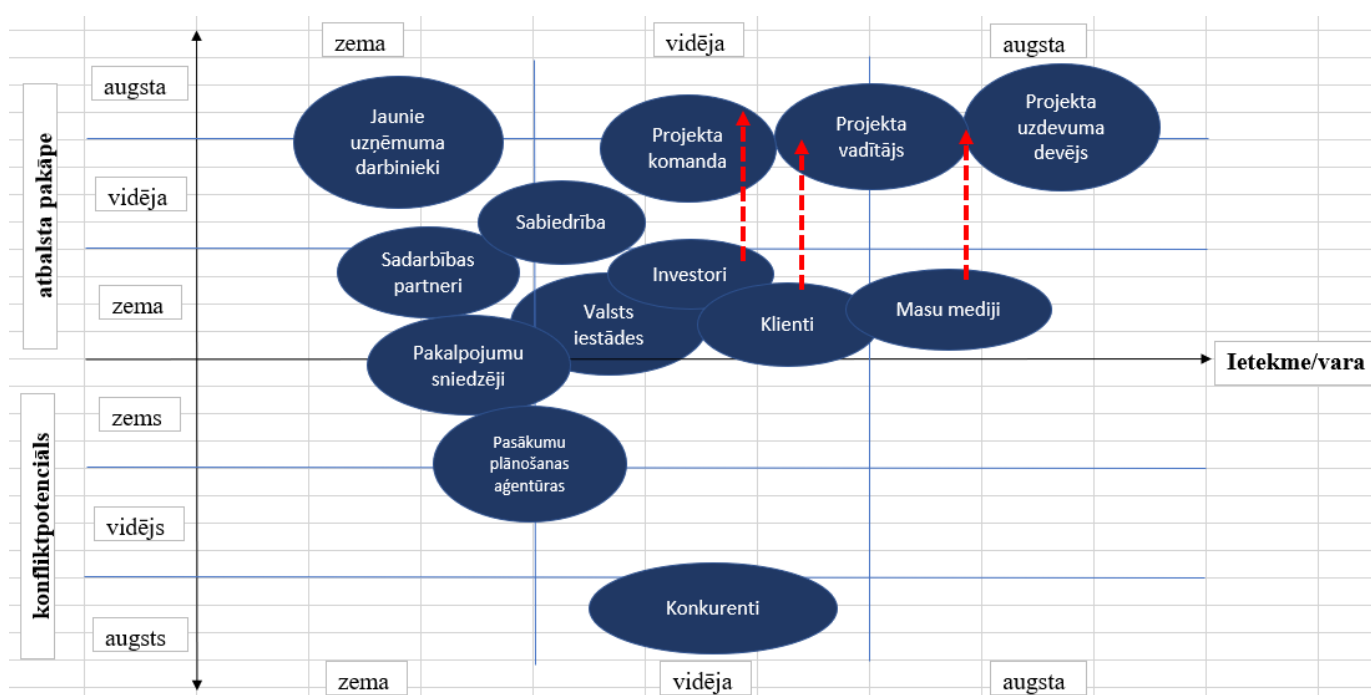 zema
vidēja
augsta
augsta
Jaunie
uzņēmuma
darbinieki
Projekta
komanda
Projekta
vadītājs
Projekta
uzdevuma
devējs
atbalsta pakāpe
vidēja
Sabiedrība
Sadarbības
partneri
Investori
zema
Valsts
iestādes
Klienti
Masu mediji
Pakalpojumu
sniedzēji
Ietekme/vara
zems
konfliktpotenciāls
Pasākumu
plānošanas
aģentūras
vidējs
Konkurenti
augsts
zema
vidēja
augsta